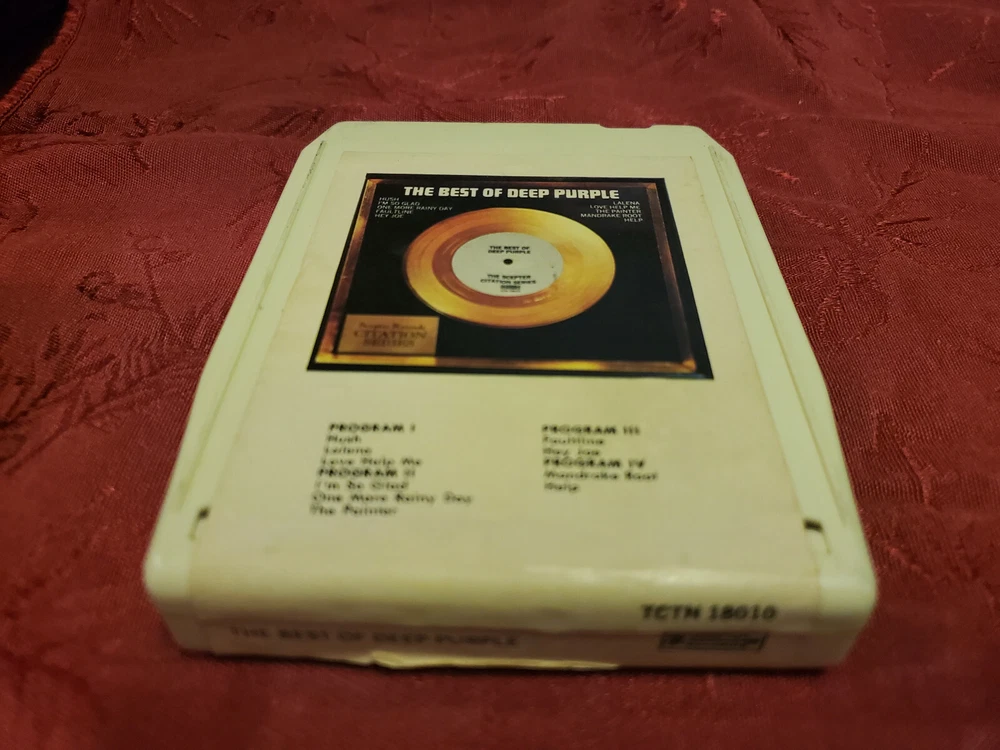 THE BEST OF DEEP PURPLE
HUSH
I'M SO GLAD
ONE MORE RAINY DAY
FAULTLINE
HEY JOE
LALENA
LOVE HELP ME
THE PAINTER
MANDRAKE ROOT
HELP
THE BEST OF
DEEP PURPLE
THE SCEPTER
CITATION SERIES
Scepter Records
CITATION
SERIES
PROGRAM I
Hush
Lalena
Love Help Me
PROGRAM II
I'm So Glad
One More Rainy Day
The Painter
PROGRAM III
Faultline
Hey Joe
PROGRAM IV
Mandrake Root
Help
TCTN 18010
THE BEST OF DEEP PURPLE